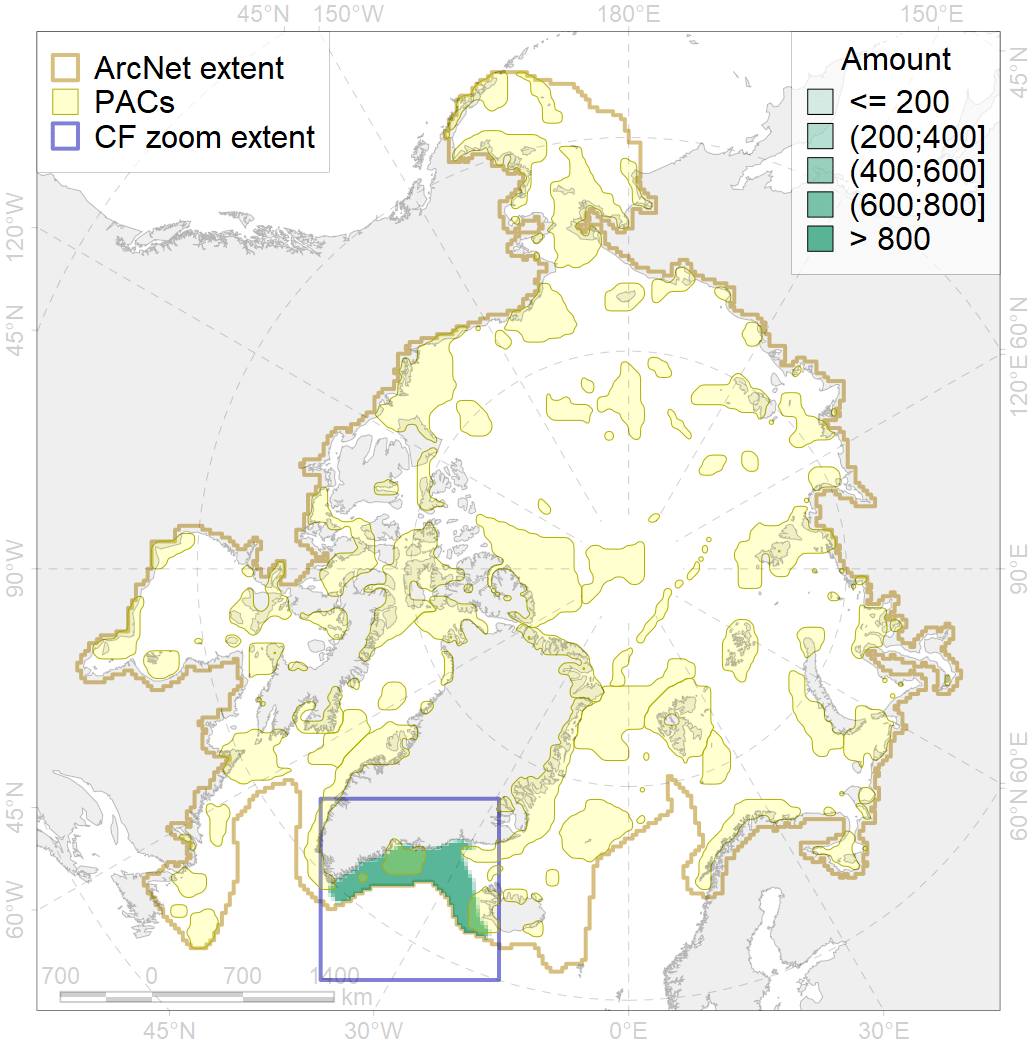 45°N 150°W 180°E 150°E
ArcNet extent
PACs
CF zoom extent
Amount
<= 200
(200;400]
(400;600]
(600;800]
> 800
45°N
120°W
45°N
90°W
45°N
60°W
60°N
120°E
90°E
60°E
60°N
700 0 700 1400
km
45°N 30°W 0°E 30°E